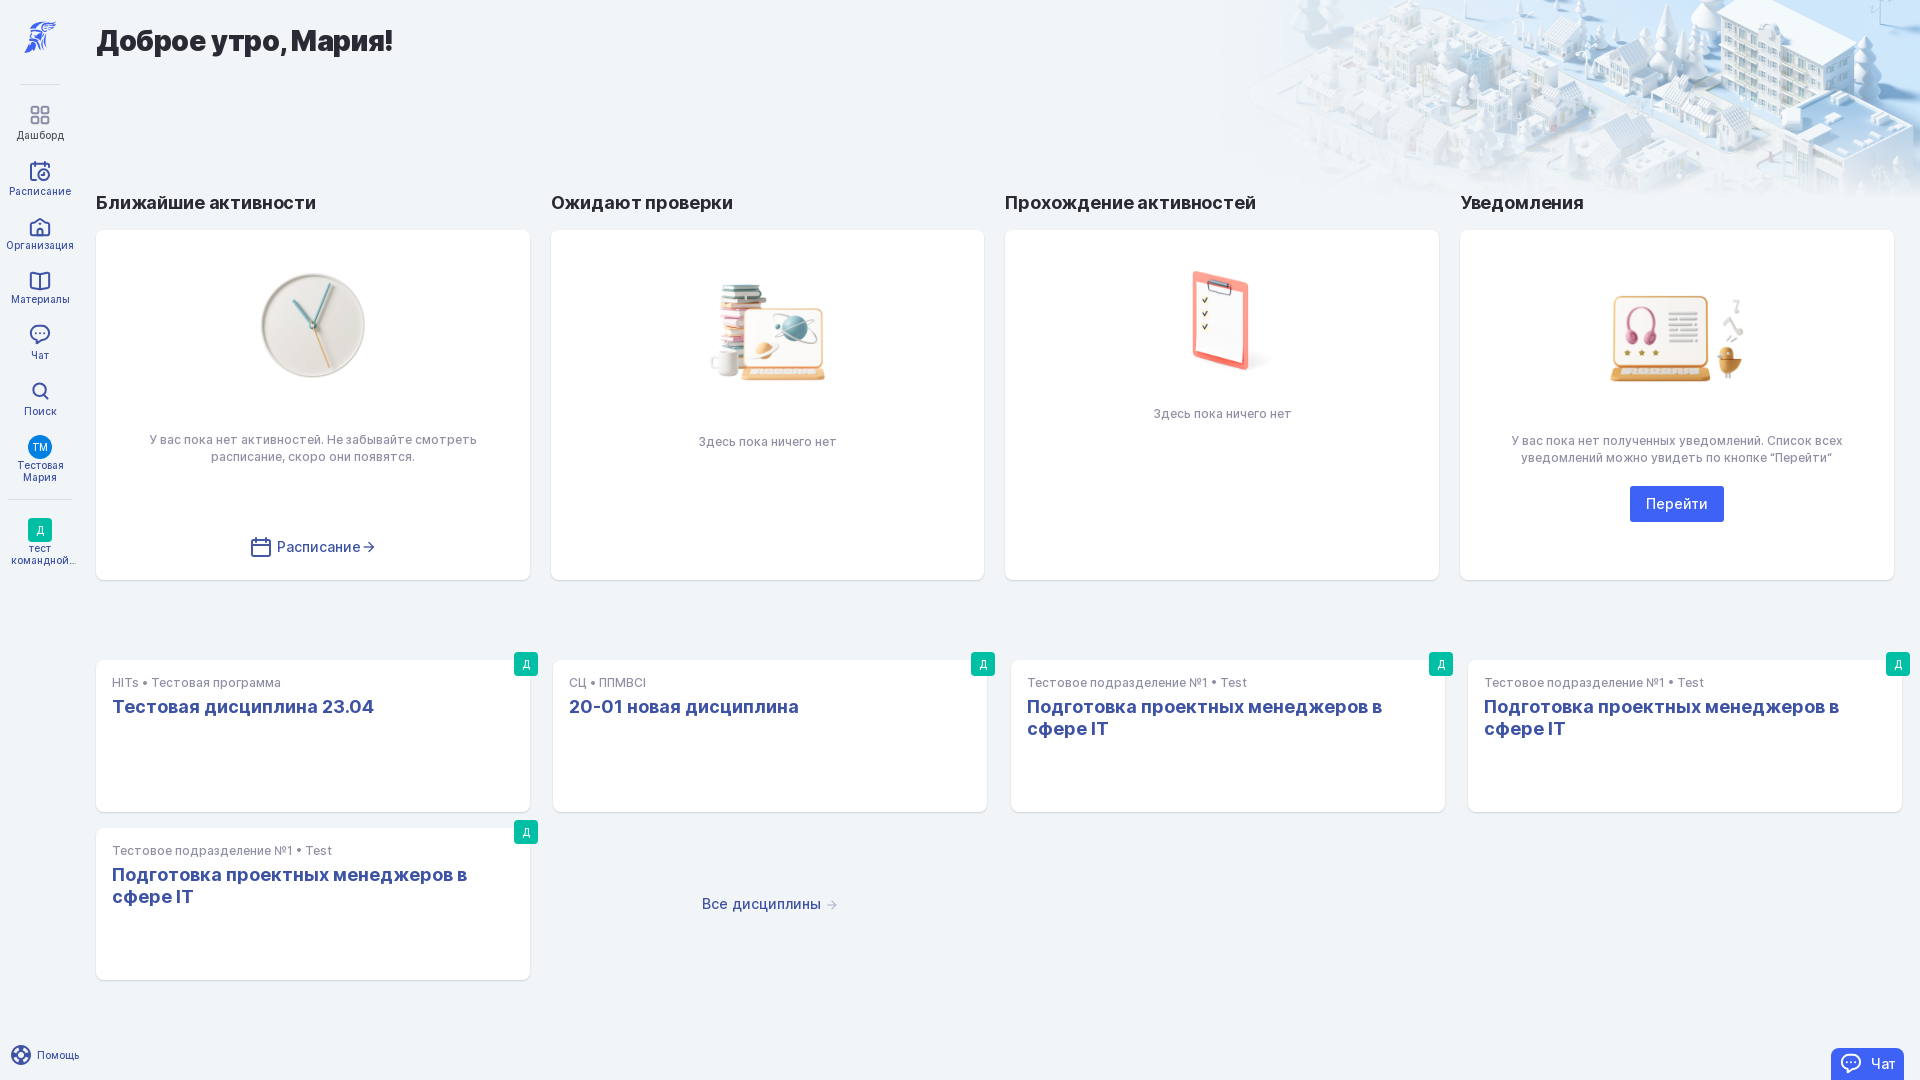 Доброе утро, Мария!
Дашборд
Расписание
Организация
Материалы
Чат
Поиск
ТМ
Тестовая
Мария
Д
тест
командной...
Помощь
Ближайшие активности
У вас пока нет активностей. Не забывайте смотреть
расписание, скоро они появятся.
Расписание
Ожидают проверки
Здесь пока ничего нет
Прохождение активностей
Здесь пока ничего нет
Уведомления
У вас пока нет полученных уведомлений. Список всех
уведомлений можно увидеть по кнопке “Перейти“
Перейти
Д
HITs • Тестовая программа
Тестовая дисциплина 23.04
Д
СЦ • ППМВСІ
20-01 новая дисциплина
Д
Тестовое подразделение №1 • Test
Подготовка проектных менеджеров в
сфере IT
Д
Тестовое подразделение №1 • Test
Подготовка проектных менеджеров в
сфере IT
Д
Тестовое подразделение №1 • Test
Подготовка проектных менеджеров в
сфере IT
Все дисциплины
Чат